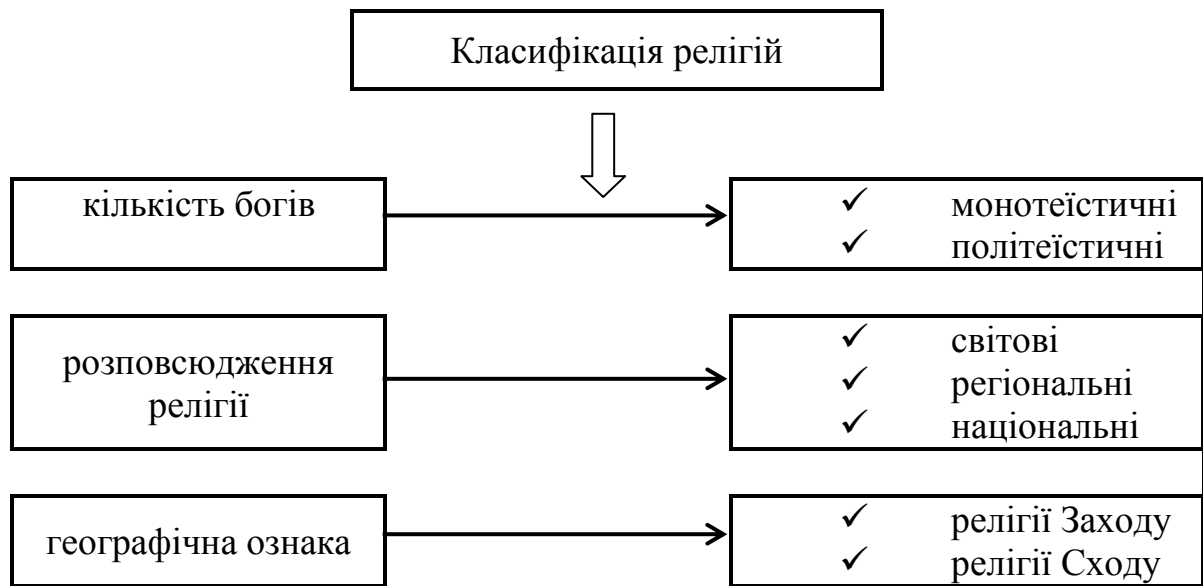 Класифікація релігій
кількість богів
✓ монотеїстичні
✓ політеїстичні
розповсюдження
релігії
✓ світові
✓ регіональні
✓ національні
географічна ознака
✓ релігії Заходу
✓ релігії Сходу